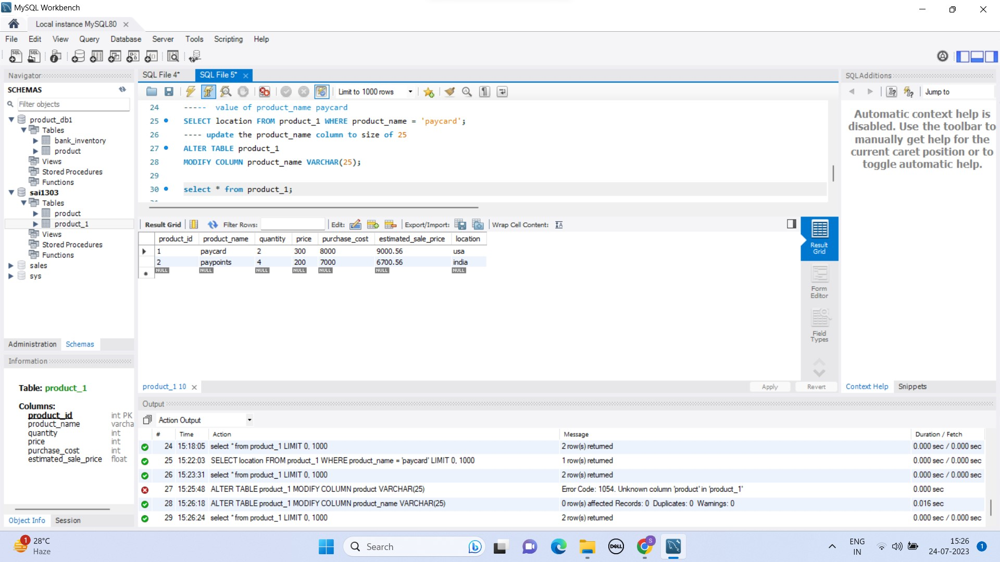 MySQL Workbench
Local instance MySQL80
File Edit View Query Database Server Tools Scripting Help
Navigator
SCHEMAS
Filter objects
product_db1
Tables
bank_inventory
product
Views
Stored Procedures
Functions
sai1303
Tables
product
product_1
Views
Stored Procedures
Functions
sales
sys
Administration Schemas
Information
Table: product_1
Columns:
product_id int PK
product_name varcha
quantity int
price int
purchase_cost int
estimated_sale_price float
Object Info Session
SQL File 4* SQL File 5*
Limit to 1000 rows
24 ----- value of product_name paycard
25 SELECT location FROM product_1 WHERE product_name = 'paycard';
26 ---- update the product_name column to size of 25
27 ALTER TABLE product_1
28 MODIFY COLUMN product_name VARCHAR(25);
29
30 select * from product_1;
Result Grid Filter Rows: Edit: Export/Import: Wrap Cell Content:
product_id product_name quantity price purchase_cost estimated_sale_price location
1 paycard 2 300 8000 9000.56 usa
2 paypoints 4 200 7000 6700.56 india
NULL NULL NULL NULL NULL NULL NULL
Result Grid
Form Editor
Field Types
product_1 10 Apply Revert
Output
Action Output
# Time Action Message Duration / Fetch
24 15:18:05 select * from product_1 LIMIT 0, 1000 2 row(s) returned 0.000 sec / 0.000 sec
25 15:22:03 SELECT location FROM product_1 WHERE product_name = 'paycard' LIMIT 0, 1000 1 row(s) returned 0.000 sec / 0.000 sec
26 15:23:31 select * from product_1 LIMIT 0, 1000 2 row(s) returned 0.000 sec / 0.000 sec
27 15:25:48 ALTER TABLE product_1 MODIFY COLUMN product VARCHAR(25) Error Code: 1054. Unknown column 'product' in 'product_1' 0.000 sec
28 15:26:18 ALTER TABLE product_1 MODIFY COLUMN product_name VARCHAR(25) 0 row(s) affected Records: 0 Duplicates: 0 Warnings: 0 0.016 sec
29 15:26:24 select * from product_1 LIMIT 0, 1000 2 row(s) returned 0.000 sec / 0.000 sec
SQLAdditions
Jump to
Automatic context help is
disabled. Use the toolbar to
manually get help for the
current caret position or to
toggle automatic help.
Context Help Snippets
1
28°C
Haze
Search
DELL
S
ENG
IN
15:26
24-07-2023
1